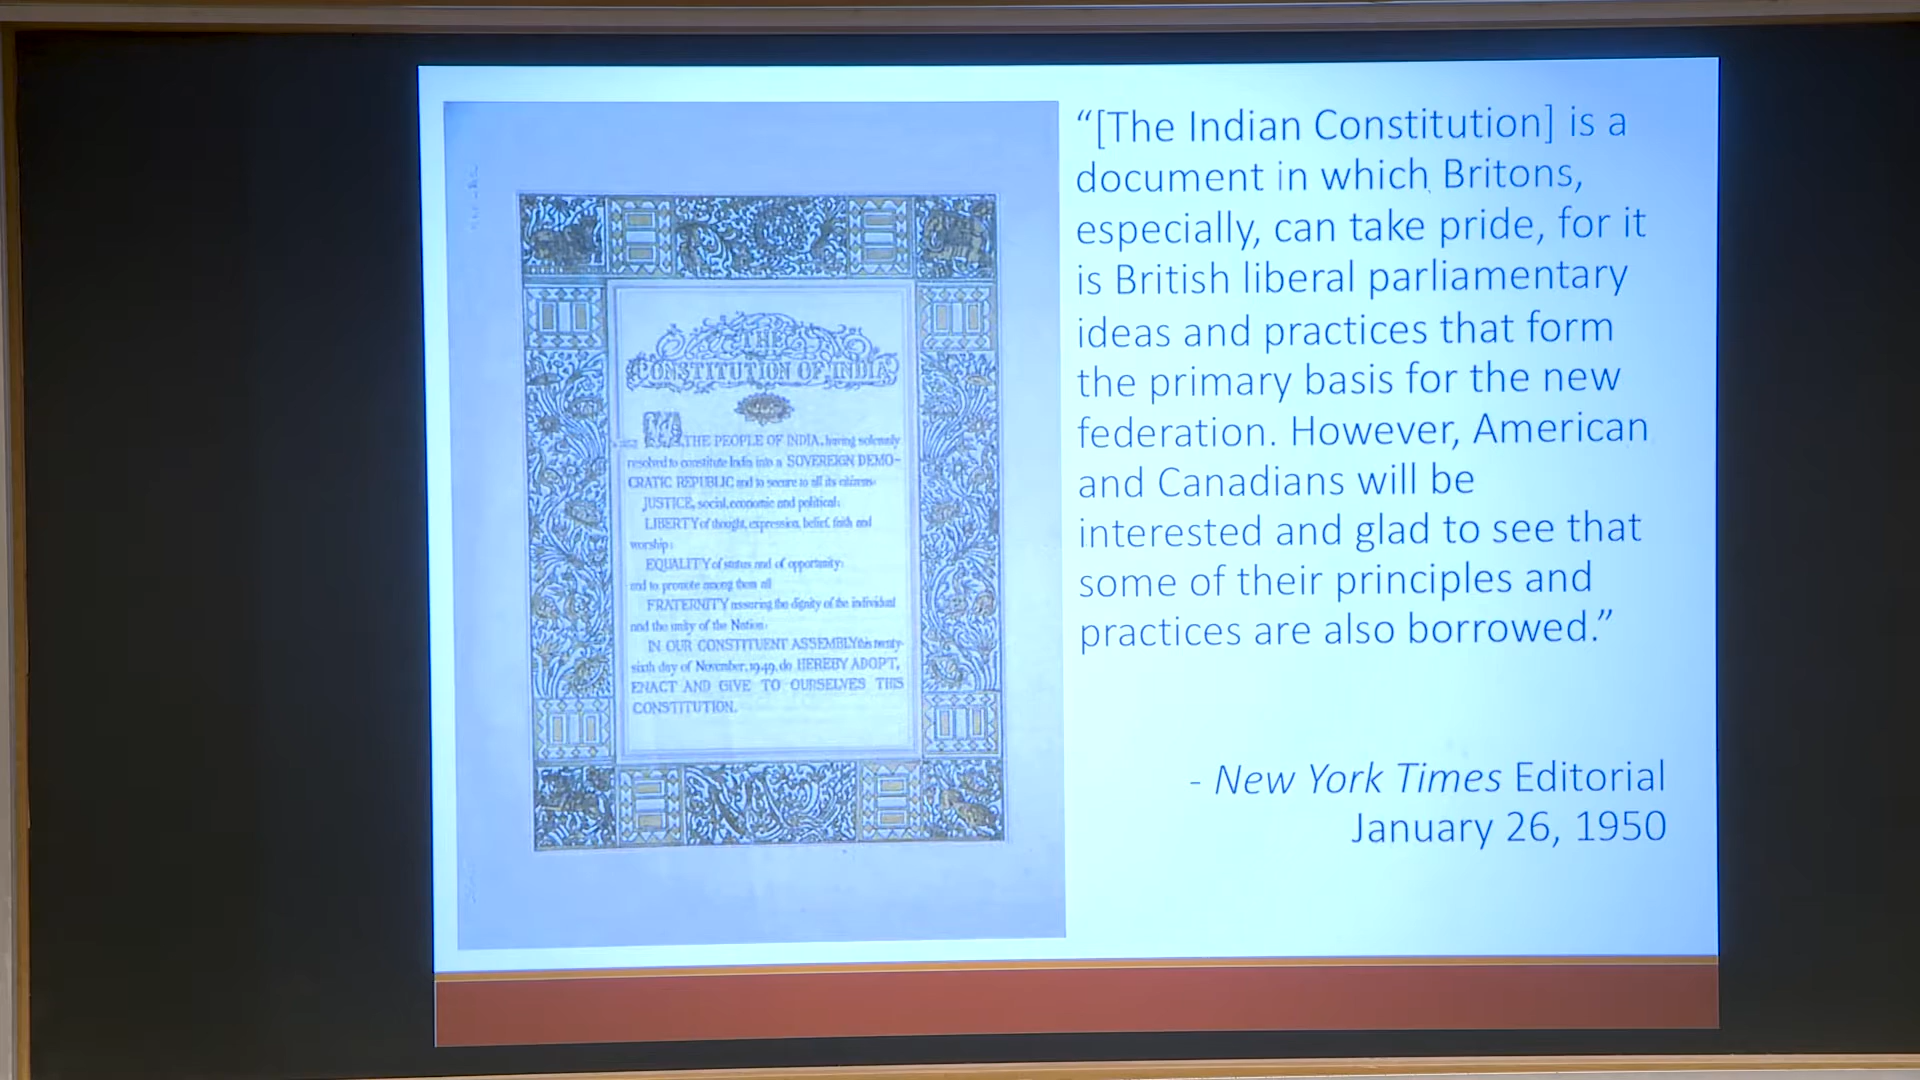 THE
CONSTITUTION OF INDIA
WE, THE PEOPLE OF INDIA, having solemnly
resolved to constitute India into a SOVEREIGN DEMO-
CRATIC REPUBLIC and to secure to all its citizens:
JUSTICE, social, economic and political;
LIBERTY of thought, expression, belief, faith and
worship;
EQUALITY of status and of opportunity;
and to promote among them all
FRATERNITY assuring the dignity of the individual
and the unity of the Nation;
IN OUR CONSTITUENT ASSEMBLY this twenty-
sixth day of November, 1949, do HEREBY ADOPT,
ENACT AND GIVE TO OURSELVES THIS
CONSTITUTION.
“[The Indian Constitution] is a
document in which Britons,
especially, can take pride, for it
is British liberal parliamentary
ideas and practices that form
the primary basis for the new
federation. However, American
and Canadians will be
interested and glad to see that
some of their principles and
practices are also borrowed.”
- New York Times Editorial
January 26, 1950